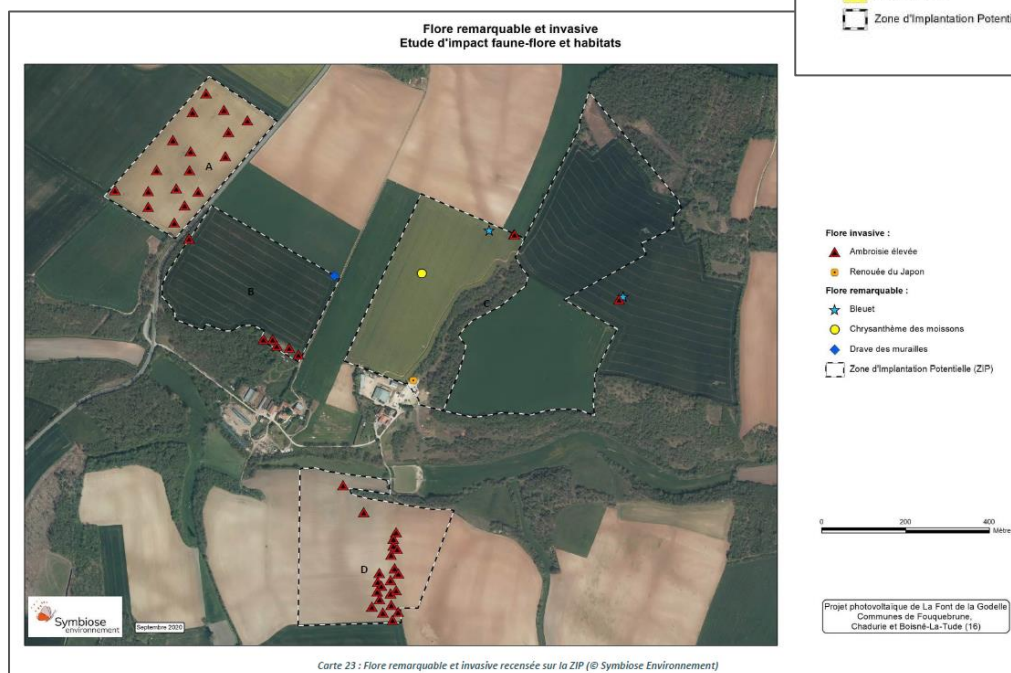 Zone d'Implantation Potenti
Flore remarquable et invasive
Etude d'impact faune-flore et habitats
A
B
C
D
Flore invasive :
Ambroisie élevée
Renouée du Japon
Flore remarquable :
Bleuet
Chrysanthème des moissons
Drave des murailles
Zone d'Implantation Potentielle (ZIP)
0 200 400
Mètre
Symbiose
environnement
Septembre 2020
Projet photovoltaïque de La Font de la Godelle
Communes de Fouquebrune,
Chadurie et Boisné-La-Tude (16)
Carte 23 : Flore remarquable et invasive recensée sur la ZIP (© Symbiose Environnement)